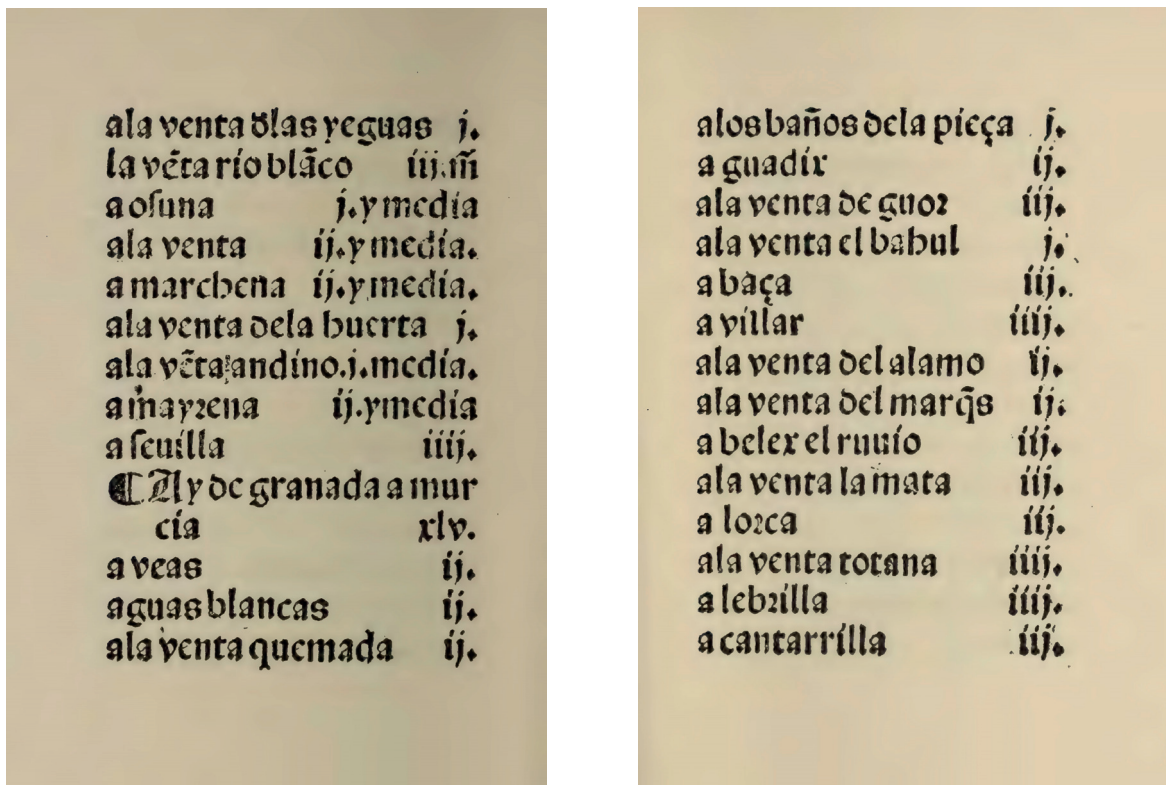 ala venta dlas yeguas j.
la vẽta rio blãco iij.m̃
a osuna j.y media
ala venta ij.y media.
a marchena ij.y media.
ala venta dela huerta j.
ala vẽta andino.j.media.
a mayrena ij.y media
a seuilla iiij.
¶ Ay de granada a mur
cia xlv.
a veas ij.
aguas blancas ij.
ala venta quemada ij.
alos baños dela pieça j.
a guadix ij.
ala venta de guor iij.
ala venta el bahul j.
a baça iij.
a villar iiij.
ala venta del alamo ij.
ala venta del marq̃s ij.
a belex el ruuio iij.
ala venta la mata iij.
a lorca iij.
ala venta totana iiij.
a lebrilla iiij.
a cantarrilla iij.